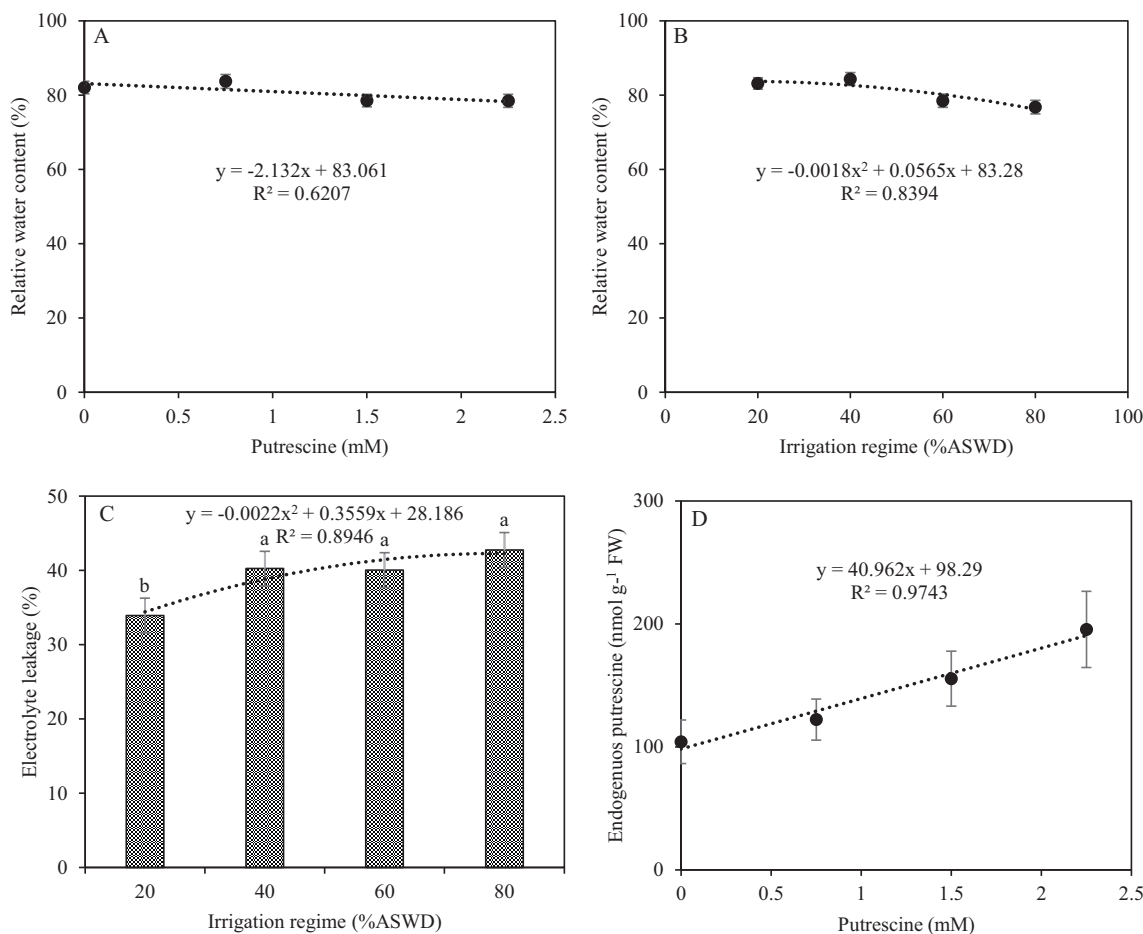 A
Relative water content (%)
100
80
60
40
20
0
y = -2.132x + 83.061
R² = 0.6207
0 0.5 1 1.5 2 2.5
Putrescine (mM)
B
Relative water content (%)
100
80
60
40
20
0
y = -0.0018x² + 0.0565x + 83.28
R² = 0.8394
0 20 40 60 80 100
Irrigation regime (%ASWD)
C
Electrolyte leakage (%)
50
40
30
20
10
0
y = -0.0022x² + 0.3559x + 28.186
R² = 0.8946
b a a a
20 40 60 80
Irrigation regime (%ASWD)
D
Endogenuos putrescine (nmol g-¹ FW)
300
200
100
0
y = 40.962x + 98.29
R² = 0.9743
0 0.5 1 1.5 2 2.5
Putrescine (mM)